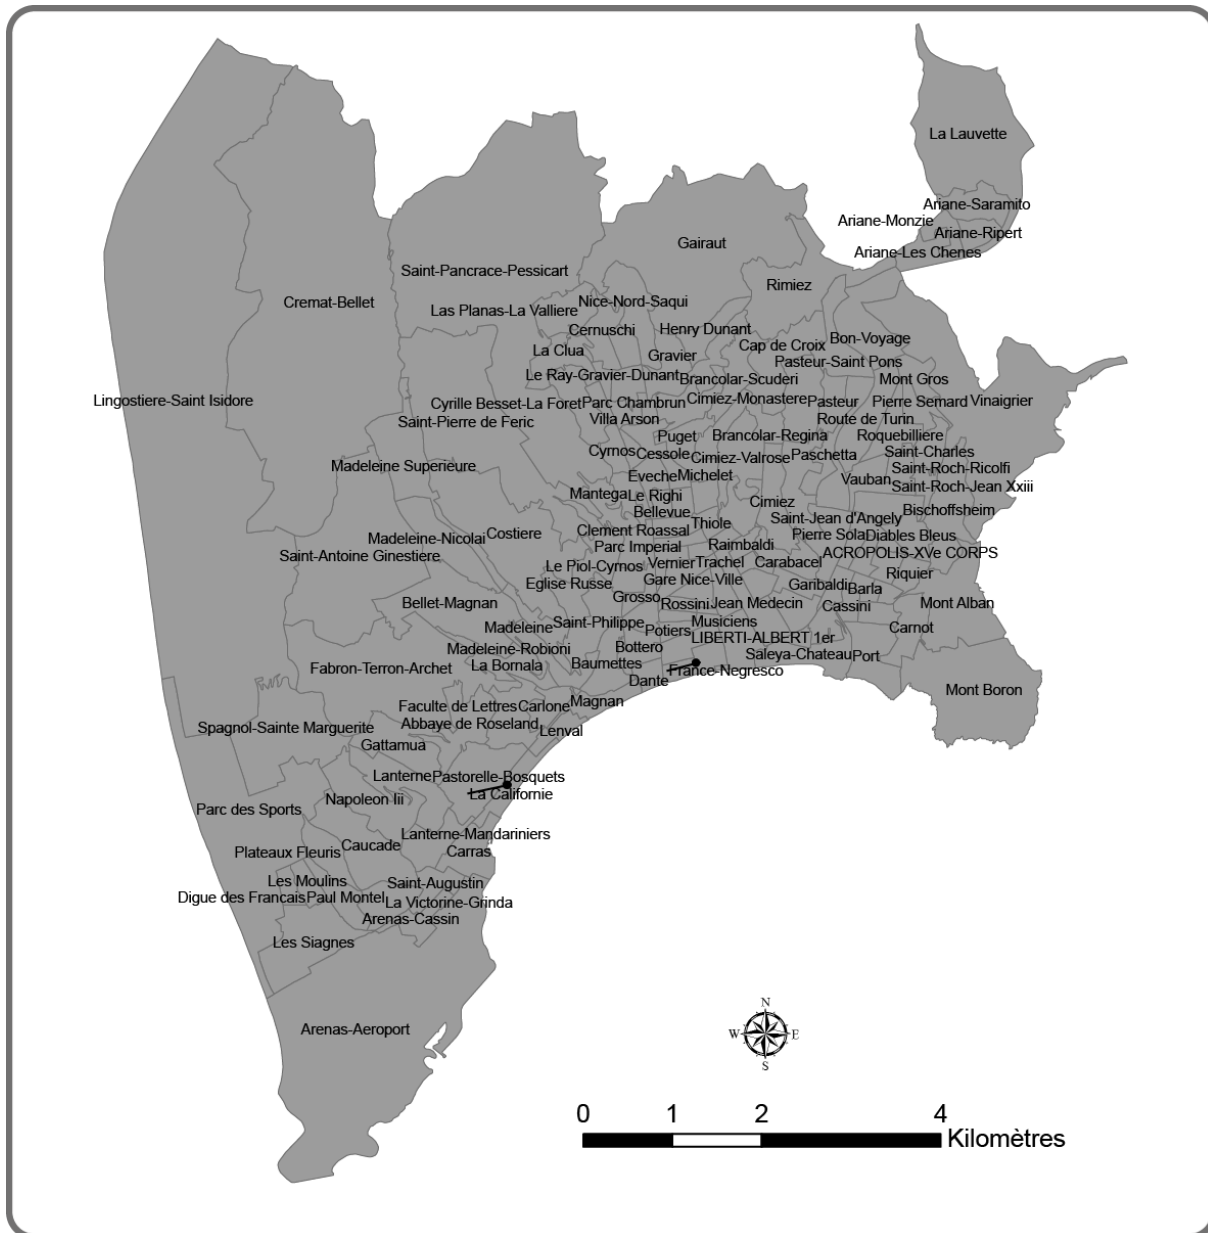 La Lauvette
Ariane-Saramito
Ariane-Monzie
Ariane-Ripert
Gairaut
Ariane-Les Chenes
Saint-Pancrace-Pessicart
Rimiez
Cremat-Bellet
Nice-Nord-Saqui
Las Planas-La Valliere
Cernuschi
Henry Dunant
Bon-Voyage
Cap de Croix
La Clua
Gravier
Pasteur-Saint Pons
Le Ray-Gravier-Dunant
Brancolar-Scuderi
Mont Gros
Lingostiere-Saint Isidore
Cyrille Besset-La Foret
Parc Chambrun
Cimiez-Monastere
Pasteur
Pierre Semard
Vinaigrier
Saint-Pierre de Feric
Villa Arson
Route de Turin
Puget
Brancolar-Regina
Roquebilliere
Cyrnos
Cessole
Cimiez-Valrose
Paschetta
Saint-Charles
Madeleine Superieure
Saint-Roch-Ricolfi
Eveche
Michelet
Vauban
Saint-Roch-Jean Xxiii
Mantega
Le Righi
Cimiez
Bellevue
Bischoffsheim
Saint-Jean d'Angely
Thiole
Clement Roassal
Costiere
Pierre Sola
Diables Bleus
Madeleine-Nicolai
Parc Imperial
Raimbaldi
ACROPOLIS-XVe CORPS
Saint-Antoine Ginestiere
Vernier
Trachel
Carabacel
Le Piol-Cyrnos
Riquier
Eglise Russe
Gare Nice-Ville
Garibaldi
Barla
Grosso
Rossini
Jean Medecin
Cassini
Mont Alban
Bellet-Magnan
Saint-Philippe
Musiciens
Madeleine
Potiers
Carnot
LIBERTI-ALBERT 1er
Madeleine-Robioni
Bottero
Saleya-Chateau
Port
La Bornala
Baumettes
Fabron-Terron-Archet
France-Negresco
Dante
Mont Boron
Magnan
Faculte de Lettres
Carlone
Abbaye de Roseland
Spagnol-Sainte Marguerite
Lenval
Gattamua
Lanterne
Pastorelle-Bosquets
La Californie
Napoleon Iii
Parc des Sports
Lanterne-Mandariniers
Caucade
Carras
Plateaux Fleuris
Les Moulins
Saint-Augustin
Digue des Francais
Paul Montel
La Victorine-Grinda
Arenas-Cassin
Les Siagnes
Arenas-Aeroport
N
W E
S
0 1 2 4
Kilomètres